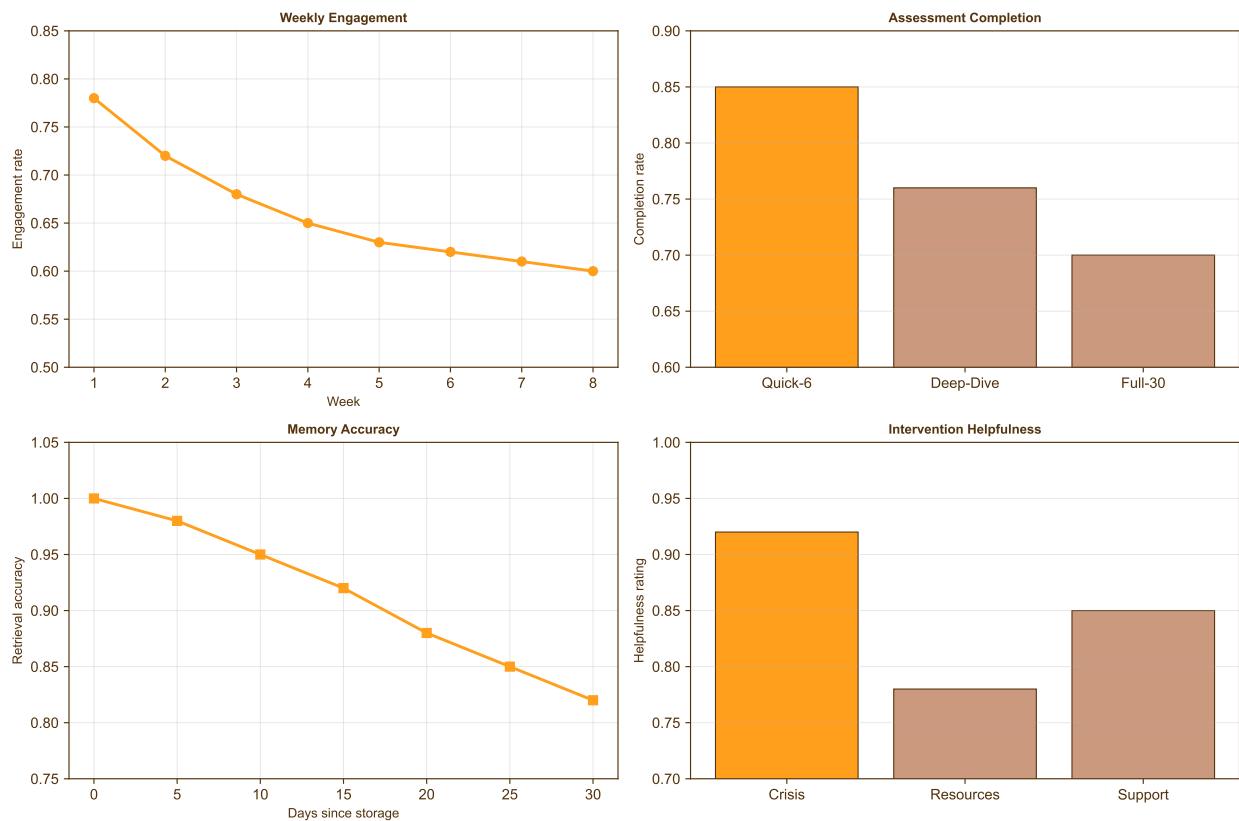 Weekly Engagement
0.85
0.80
0.75
0.70
0.65
0.60
0.55
0.50
Engagement rate
1 2 3 4 5 6 7 8
Week
Assessment Completion
0.90
0.85
0.80
0.75
0.70
0.65
0.60
Completion rate
Quick-6 Deep-Dive Full-30
Memory Accuracy
1.05
1.00
0.95
0.90
0.85
0.80
0.75
Retrieval accuracy
0 5 10 15 20 25 30
Days since storage
Intervention Helpfulness
1.00
0.95
0.90
0.85
0.80
0.75
0.70
Helpfulness rating
Crisis Resources Support